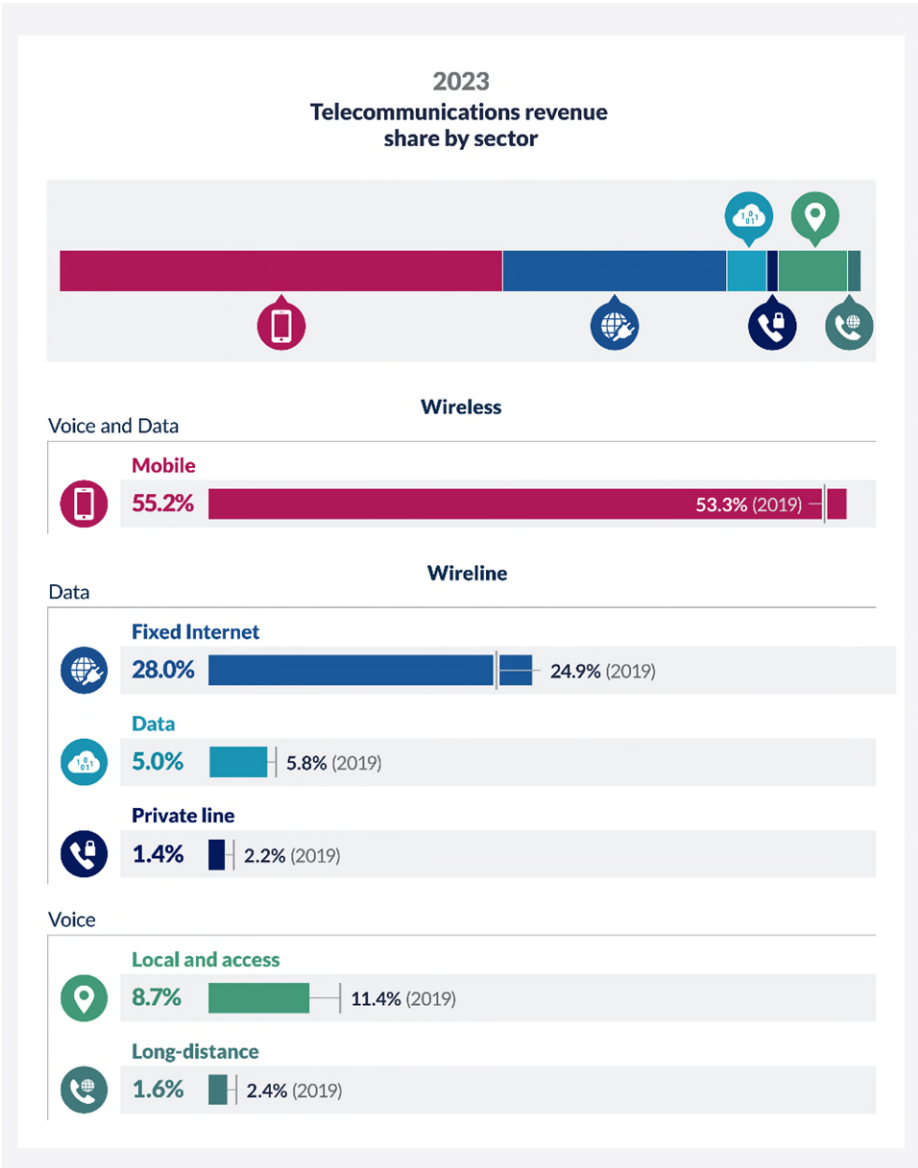 2023
Telecommunications revenue
share by sector
Wireless
Voice and Data
Mobile
55.2%
53.3% (2019)
Wireline
Data
Fixed Internet
28.0%
24.9% (2019)
Data
5.0%
5.8% (2019)
Private line
1.4%
2.2% (2019)
Voice
Local and access
8.7%
11.4% (2019)
Long-distance
1.6%
2.4% (2019)